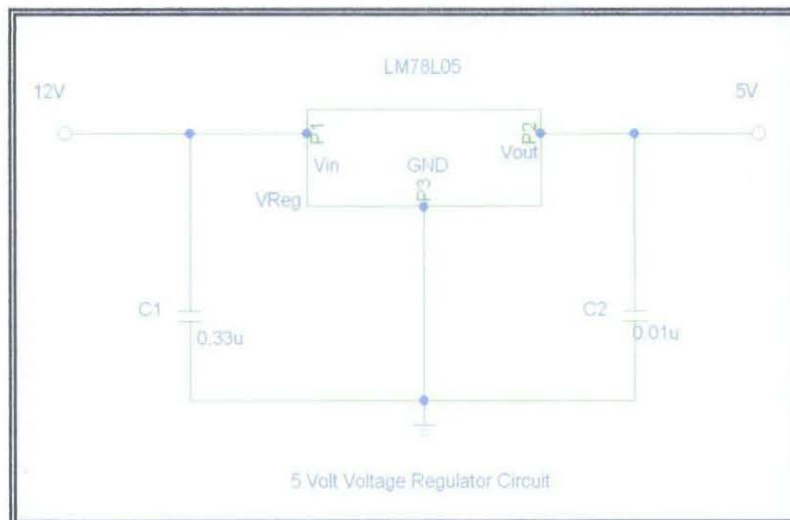 LM78L05
12V
5V
P1
P2
Vin
GND
Vout
P3
VReg
C1
0.33u
C2
0.01u
5 Volt Voltage Regulator Circuit